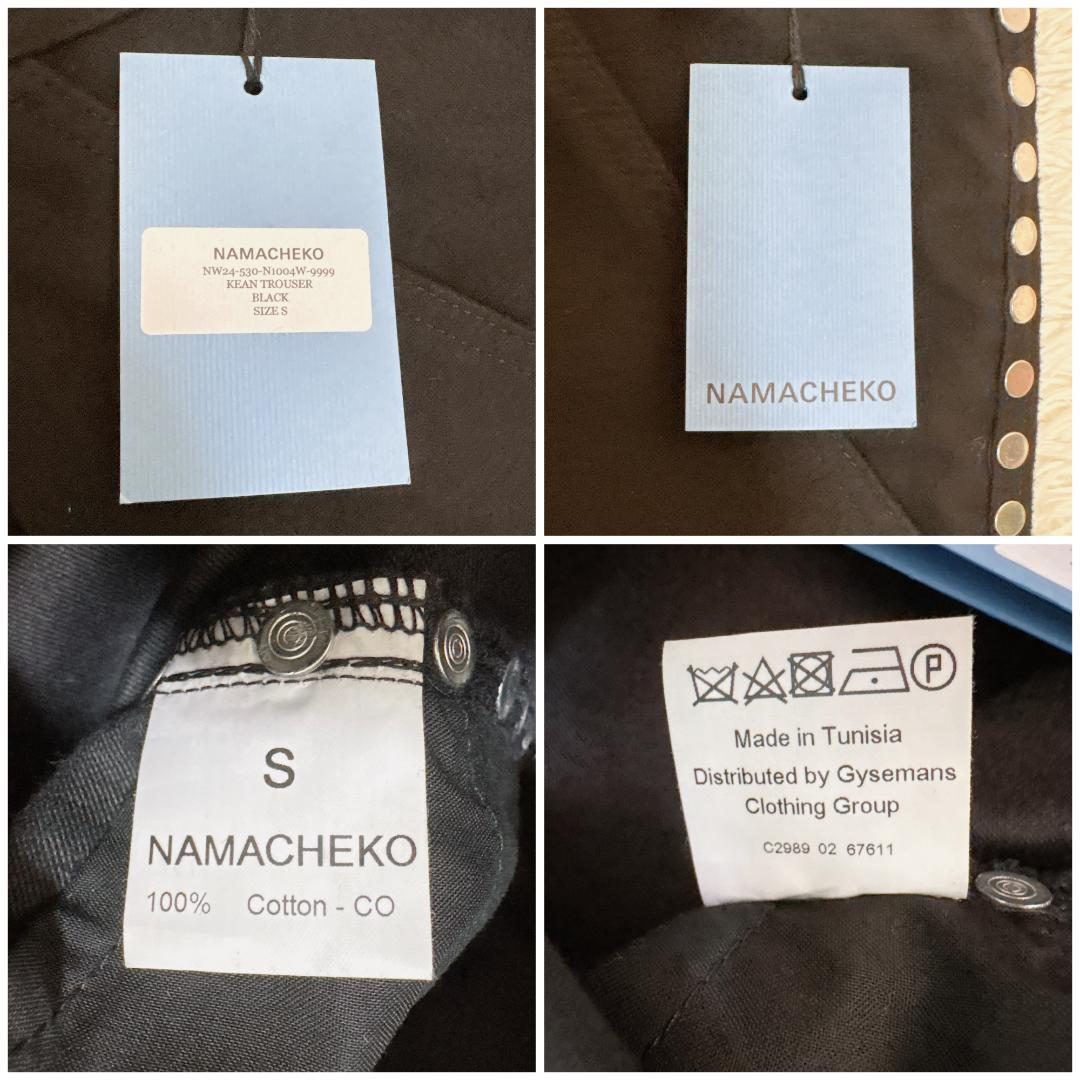 NAMACHEKO
NW24-530-N1004W-9999
KEAN TROUSER
BLACK
SIZE S
NAMACHEKO
S
NAMACHEKO
100% Cotton - CO
P
Made in Tunisia
Distributed by Gysemans
Clothing Group
C2989 02 67611